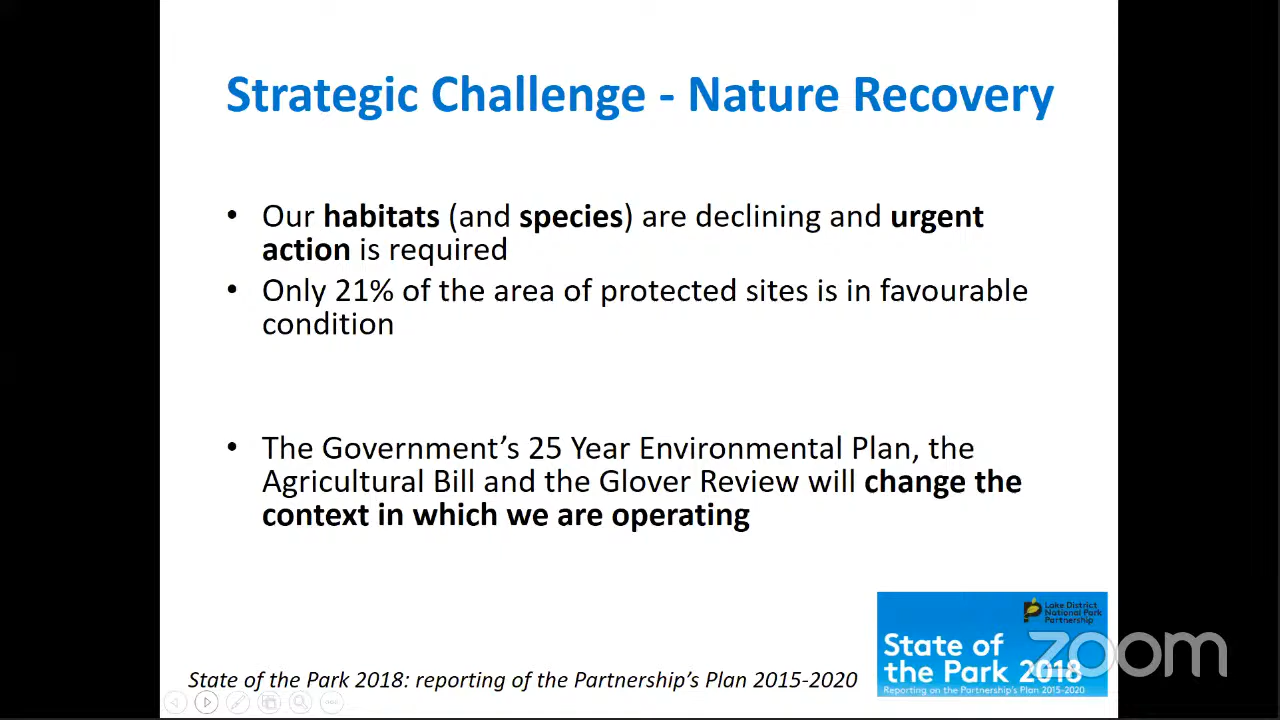 Strategic Challenge - Nature Recovery
• Our habitats (and species) are declining and urgent
action is required
• Only 21% of the area of protected sites is in favourable
condition
• The Government’s 25 Year Environmental Plan, the
Agricultural Bill and the Glover Review will change the
context in which we are operating
Lake District
National Park
Partnership
State of
the Park 2018
Reporting on the Partnership's Plan 2015-2020
zoom
State of the Park 2018: reporting of the Partnership’s Plan 2015-2020